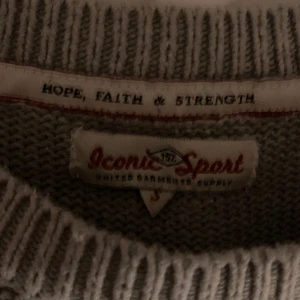 HOPE, FAITH & STRENGTH
Iconic Sport
UNITED GARMENTS SUPPLY
S